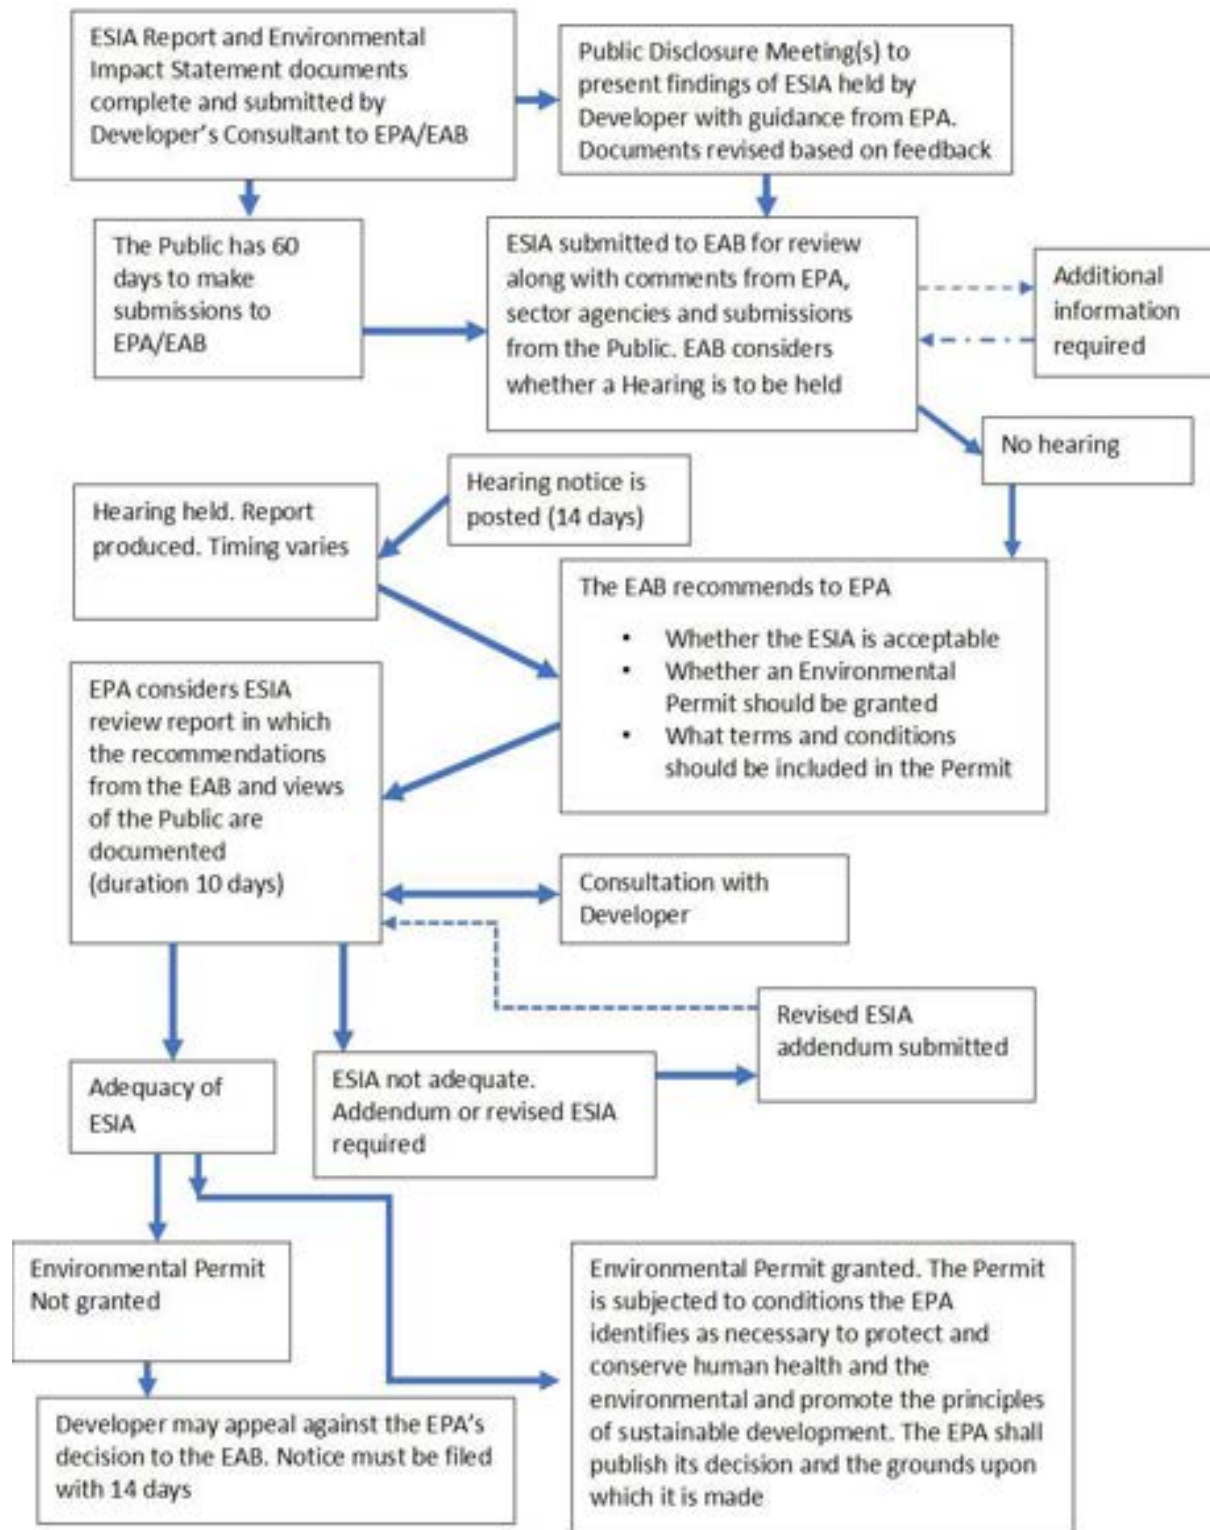 ESIA Report and Environmental
Impact Statement documents
complete and submitted by
Developer's Consultant to EPA/EAB
Public Disclosure Meeting(s) to
present findings of ESIA held by
Developer with guidance from EPA.
Documents revised based on feedback
The Public has 60
days to make
submissions to
EPA/EAB
ESIA submitted to EAB for review
along with comments from EPA,
sector agencies and submissions
from the Public. EAB considers
whether a Hearing is to be held
Additional
information
required
No hearing
Hearing notice is
posted (14 days)
Hearing held. Report
produced. Timing varies
The EAB recommends to EPA
• Whether the ESIA is acceptable
• Whether an Environmental
Permit should be granted
• What terms and conditions
should be included in the Permit
EPA considers ESIA
review report in which
the recommendations
from the EAB and views
of the Public are
documented
(duration 10 days)
Consultation with
Developer
Revised ESIA
addendum submitted
Adequacy of
ESIA
ESIA not adequate.
Addendum or revised ESIA
required
Environmental Permit
Not granted
Developer may appeal against the EPA's
decision to the EAB. Notice must be filed
with 14 days
Environmental Permit granted. The Permit
is subjected to conditions the EPA
identifies as necessary to protect and
conserve human health and the
environmental and promote the principles
of sustainable development. The EPA shall
publish its decision and the grounds upon
which it is made